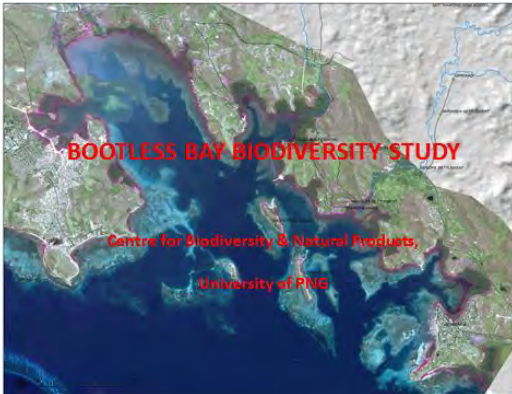 BOOTLESS BAY BIODIVERSITY STUDY
Centre for Biodiversity & Natural Products,
University of PNG